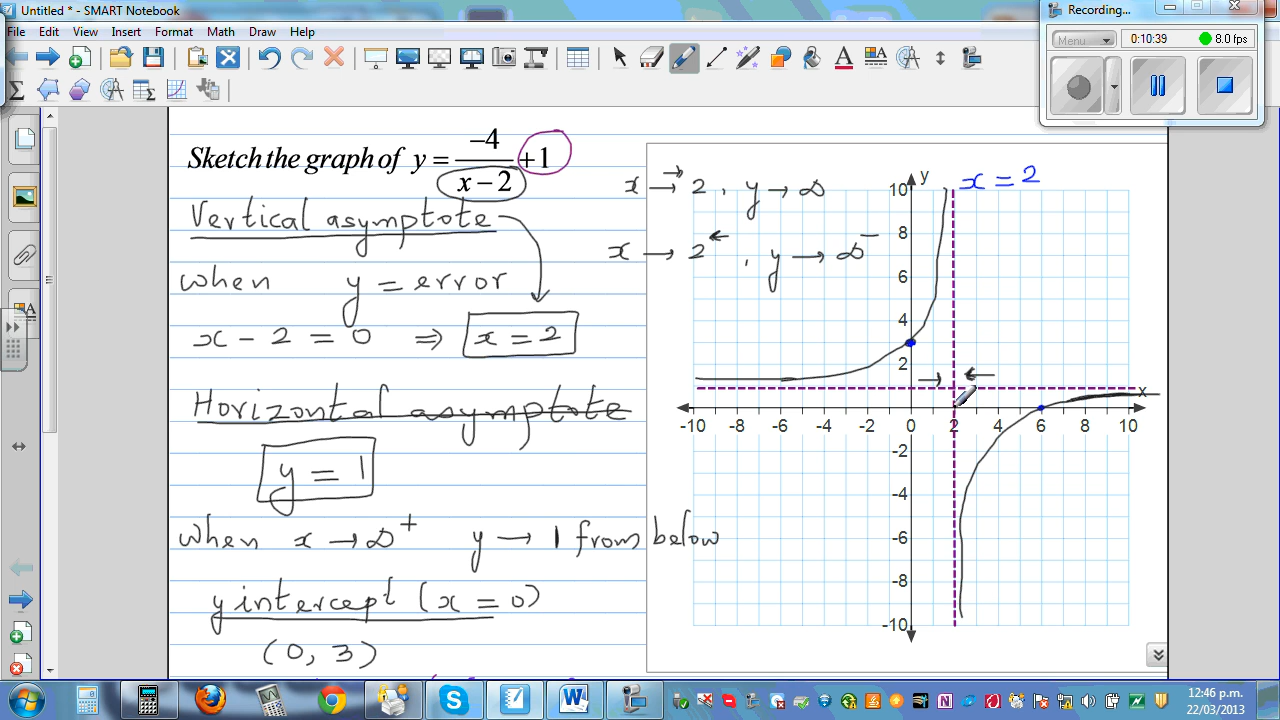 Untitled * - SMART Notebook
File Edit View Insert Format Math Draw Help
Recording...
Menu 0:10:39 8.0 fps
Sketch the graph of y = -4/(x - 2) + 1
Vertical asymptote
when y = error
x - 2 = 0 ⇒ x = 2
Horizontal asymptote
y = 1
when x → ∞⁺ y → 1 from below
y intercept (x = 0)
(0, 3)
x → 2, y → ∞
x → 2 ←, y → ∞⁻
x = 2
y
x
10
8
6
4
2
-10 -8 -6 -4 -2 0 2 4 6 8 10
-2
-4
-6
-8
-10
12:46 p.m.
22/03/2013